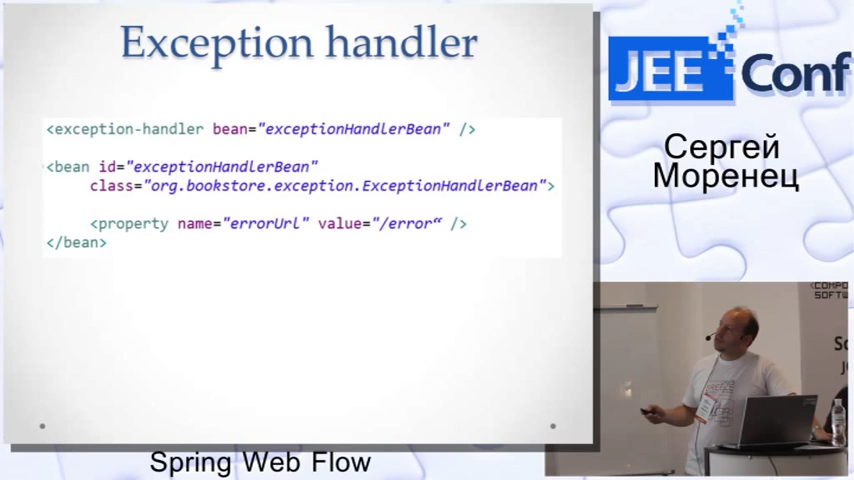 Exception handler
<exception-handler bean="exceptionHandlerBean" />
<bean id="exceptionHandlerBean"
class="org.bookstore.exception.ExceptionHandlerBean">
<property name="errorUrl" value="/error“ />
</bean>
JEE Conf
Сергей
Моренец
Spring Web Flow